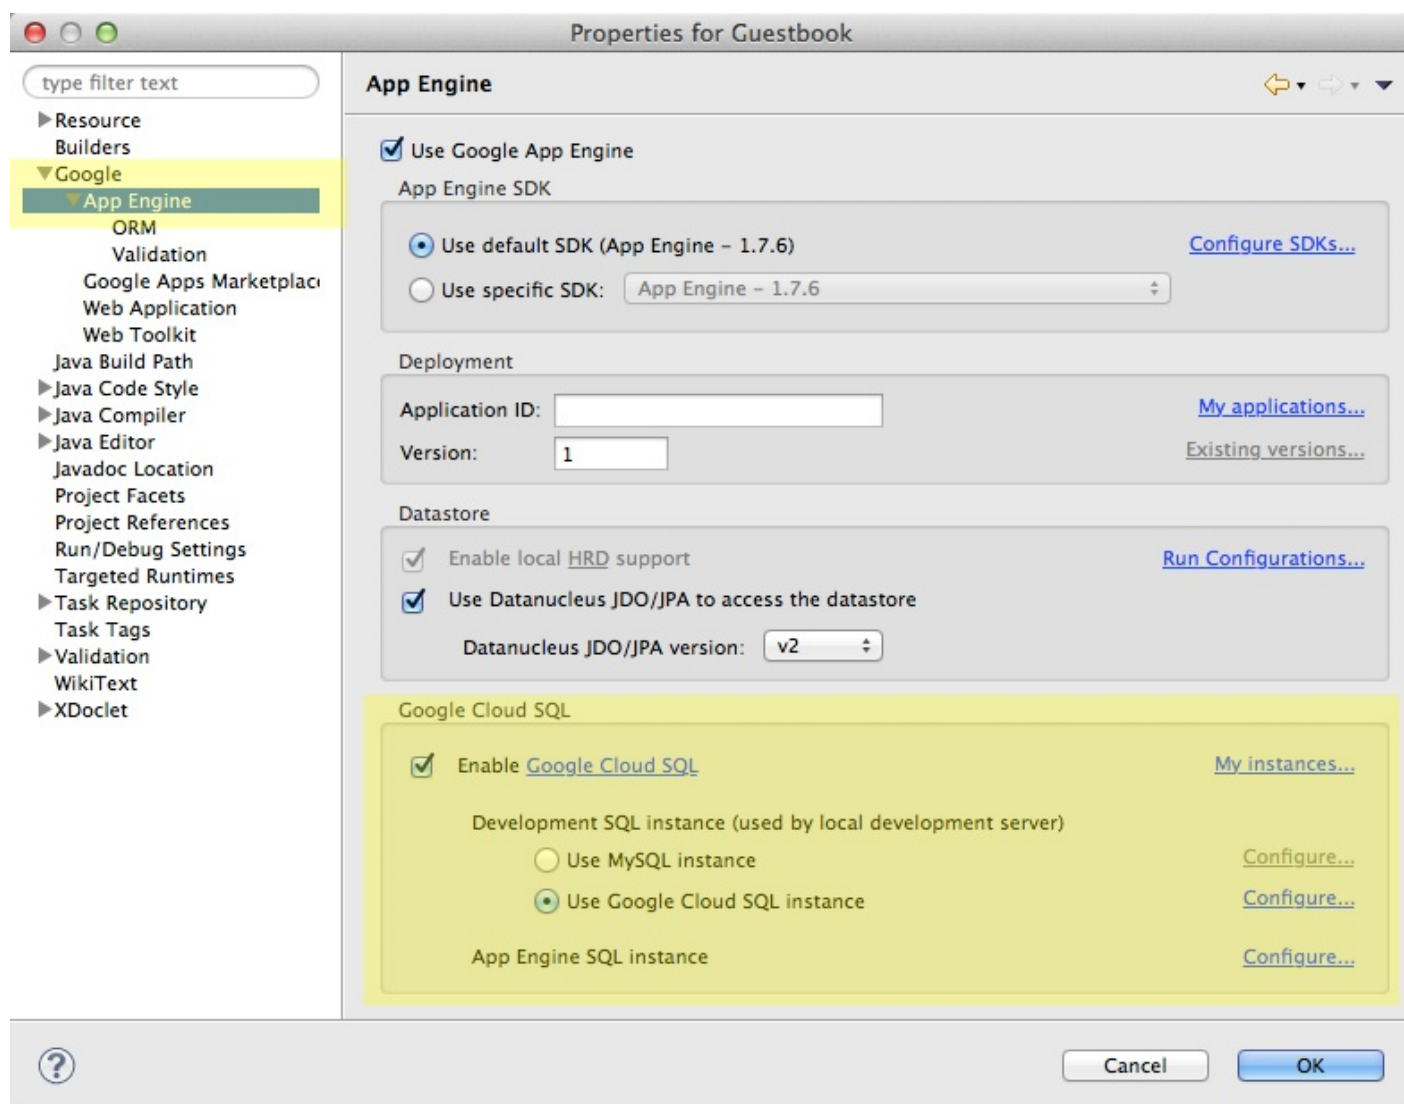 Properties for Guestbook
type filter text
Resource
Builders
Google
App Engine
ORM
Validation
Google Apps Marketplac
Web Application
Web Toolkit
Java Build Path
Java Code Style
Java Compiler
Java Editor
Javadoc Location
Project Facets
Project References
Run/Debug Settings
Targeted Runtimes
Task Repository
Task Tags
Validation
WikiText
XDoclet
App Engine
Use Google App Engine
App Engine SDK
Use default SDK (App Engine – 1.7.6) Configure SDKs...
Use specific SDK: App Engine – 1.7.6
Deployment
Application ID: My applications...
Version: 1 Existing versions...
Datastore
Enable local HRD support Run Configurations...
Use Datanucleus JDO/JPA to access the datastore
Datanucleus JDO/JPA version: v2
Google Cloud SQL
Enable Google Cloud SQL My instances...
Development SQL instance (used by local development server)
Use MySQL instance Configure...
Use Google Cloud SQL instance Configure...
App Engine SQL instance Configure...
? Cancel OK